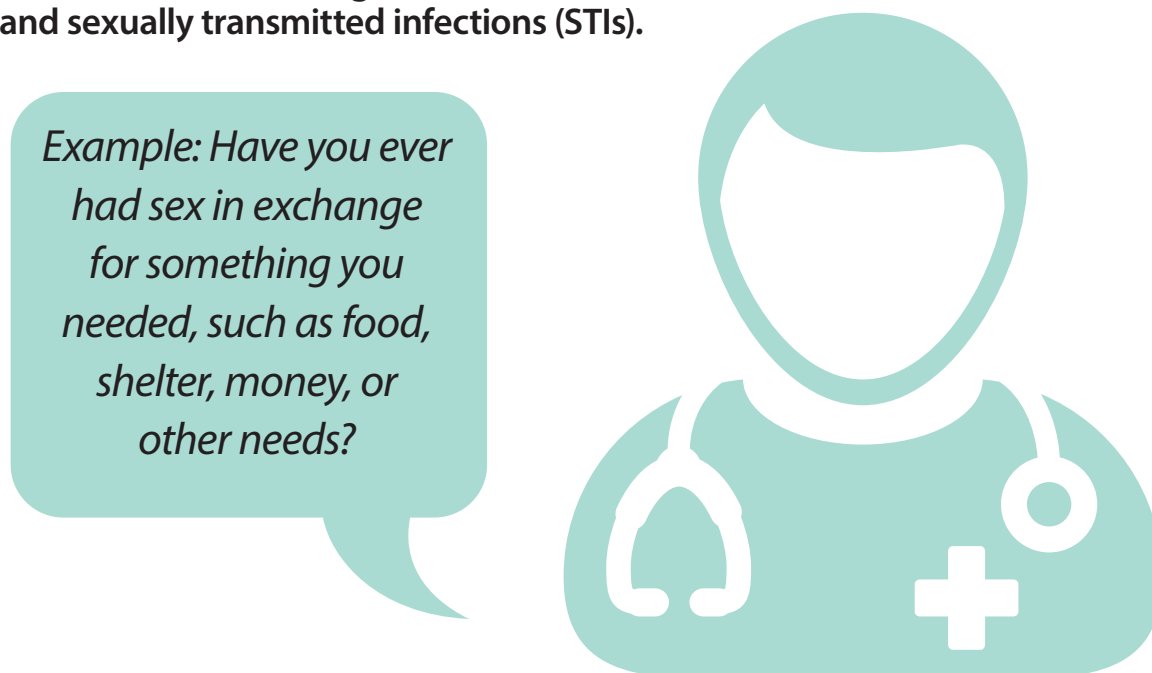 and sexually transmitted infections (STIs).
Example: Have you ever
had sex in exchange
for something you
needed, such as food,
shelter, money, or
other needs?